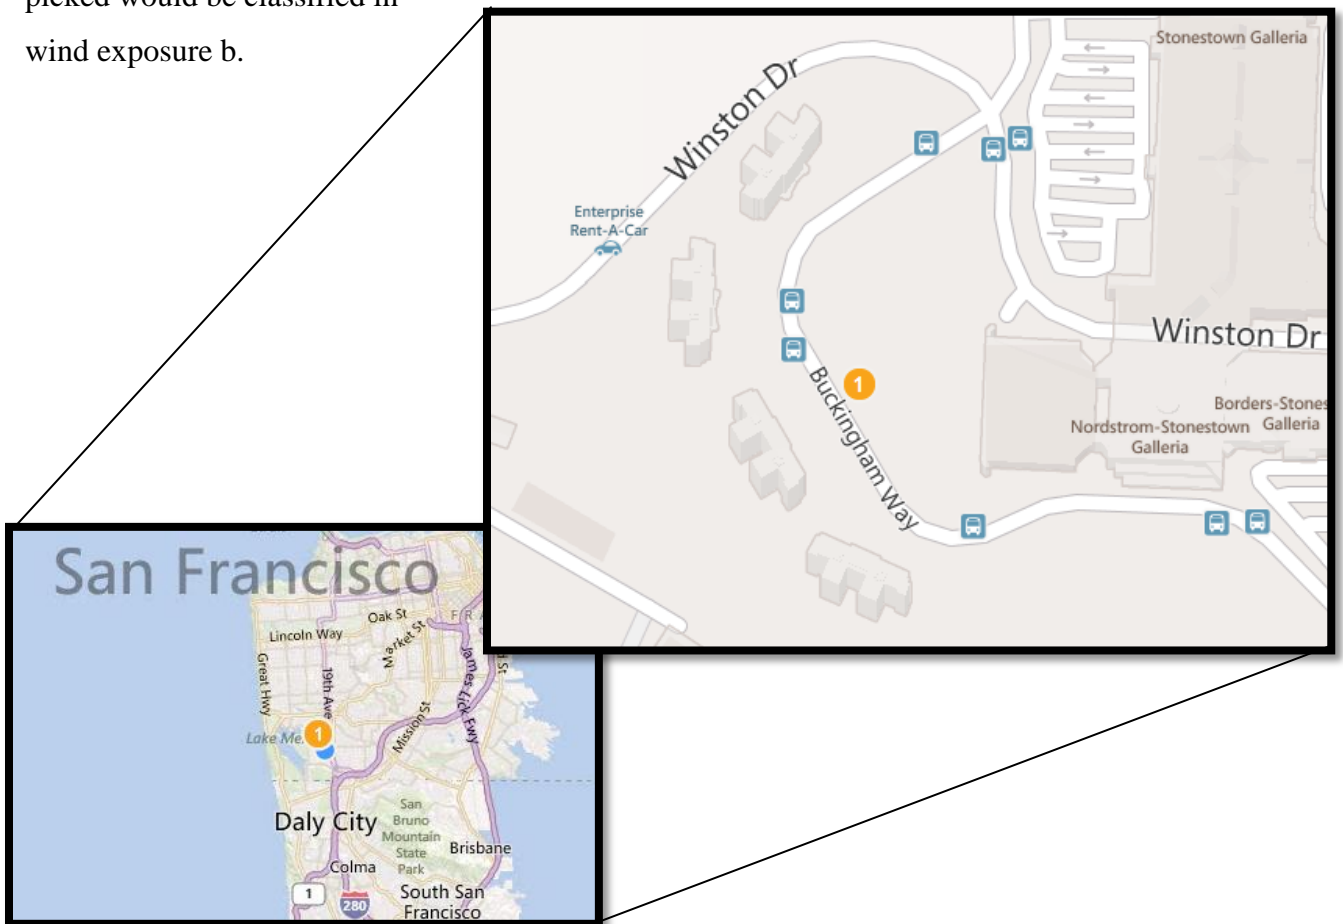 picked would be classified in
wind exposure b.
Stonestown Galleria
Winston Dr
Enterprise
Rent-A-Car
Winston Dr
1
Buckingham Way
Borders-Stones
Nordstrom-Stonestown Galleria
Galleria
San Francisco
Oak St
Lincoln Way
Market St
Great Hwy
19th Ave
James Lick Fwy
Mission St
Lake Me
1
Daly City
San
Bruno
Mountain
State
Park
Brisbane
Colma
1
280
South San
Francisco